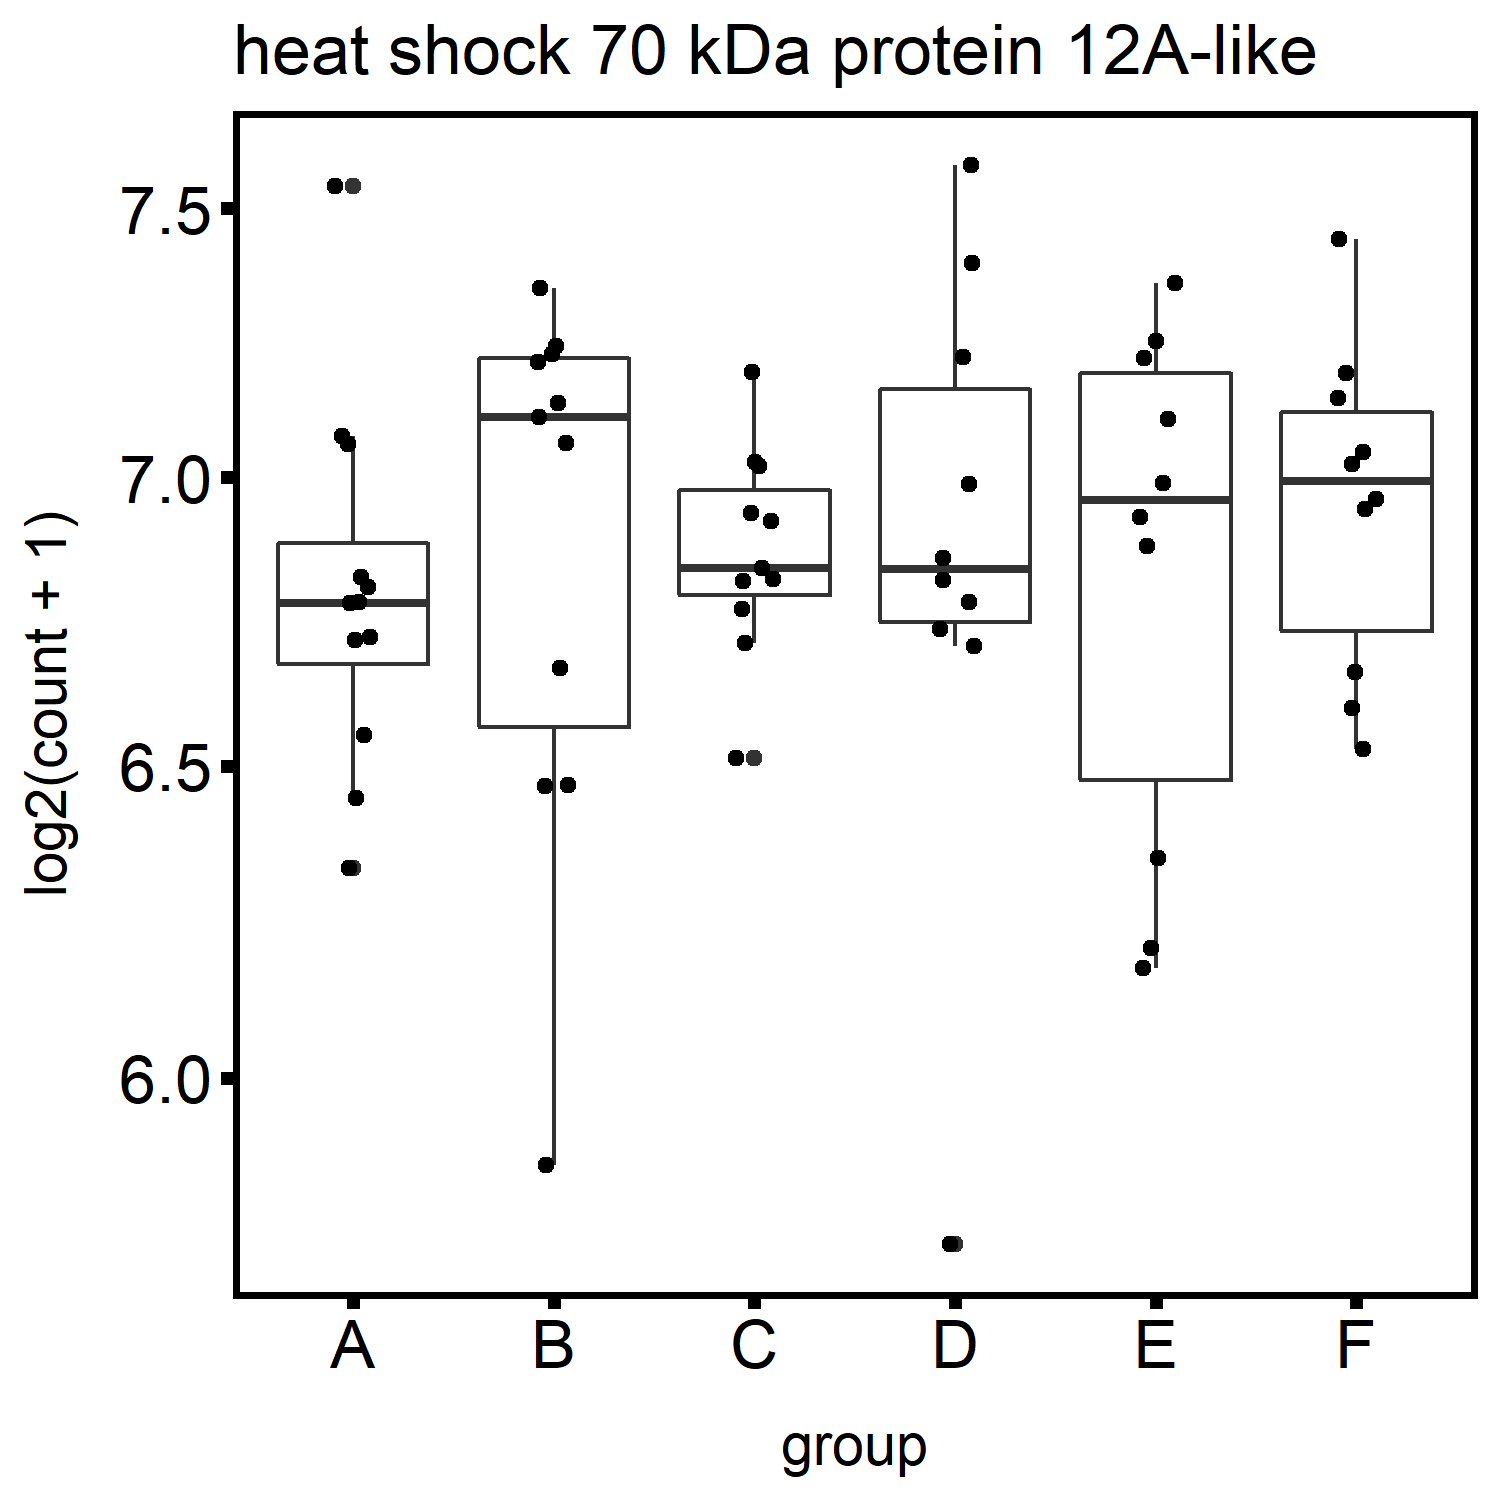 heat shock 70 kDa protein 12A-like
7.5
7.0
6.5
6.0
log2(count + 1)
A B C D E F
group